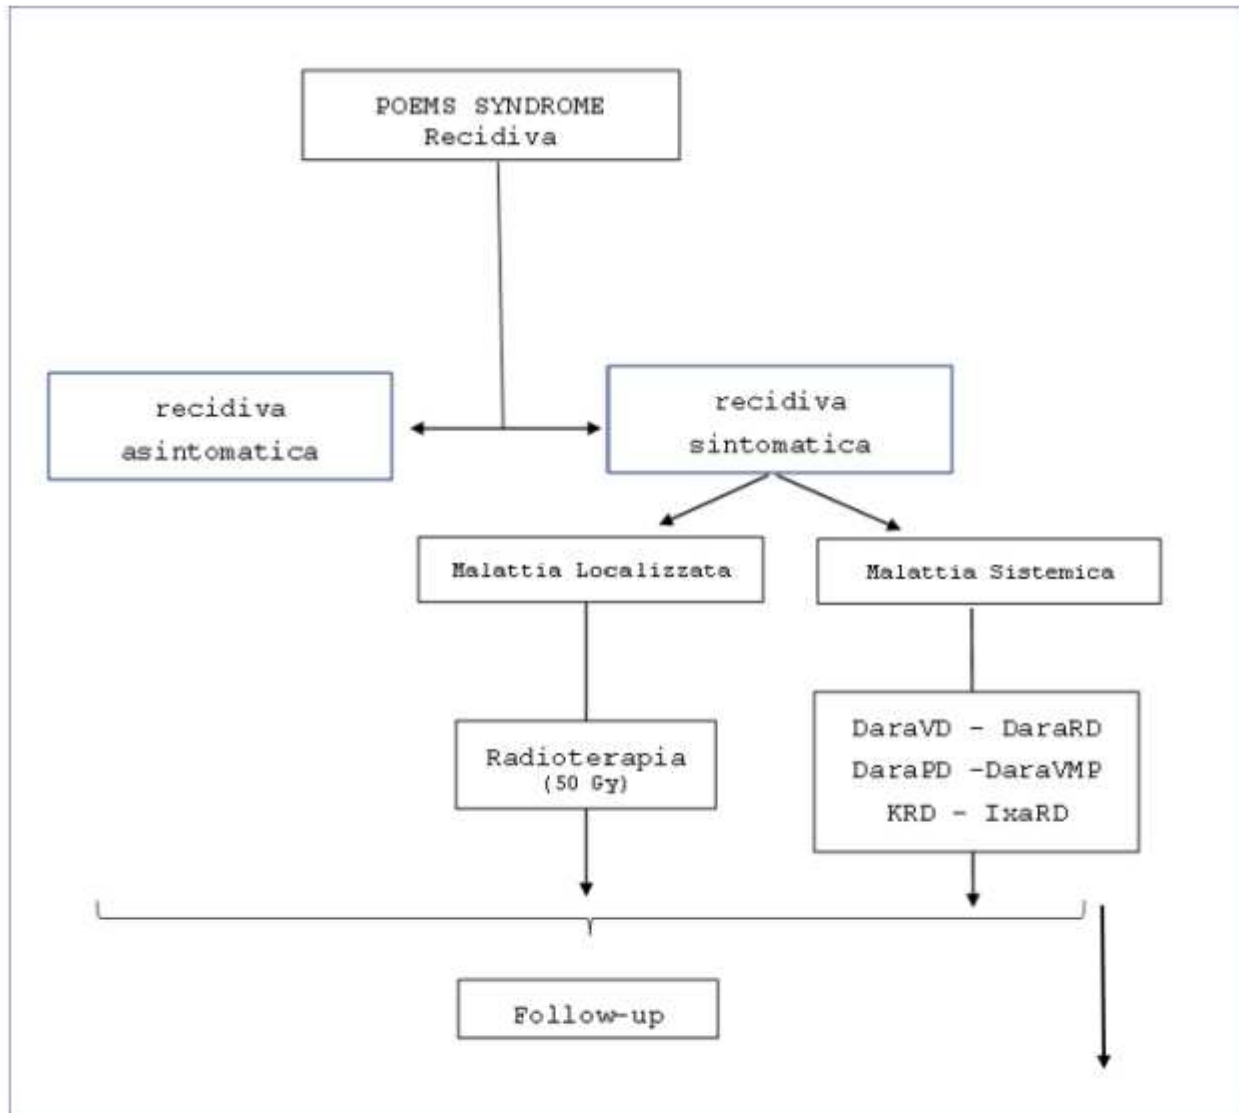 POEMS SYNDROME
Recidiva
recidiva
asintomatica
recidiva
sintomatica
Malattia Localizzata
Malattia Sistemica
Radioterapia
(50 Gy)
DaraVD - DaraRD
DaraPD -DaraVMP
KRD - IxaRD
Follow-up